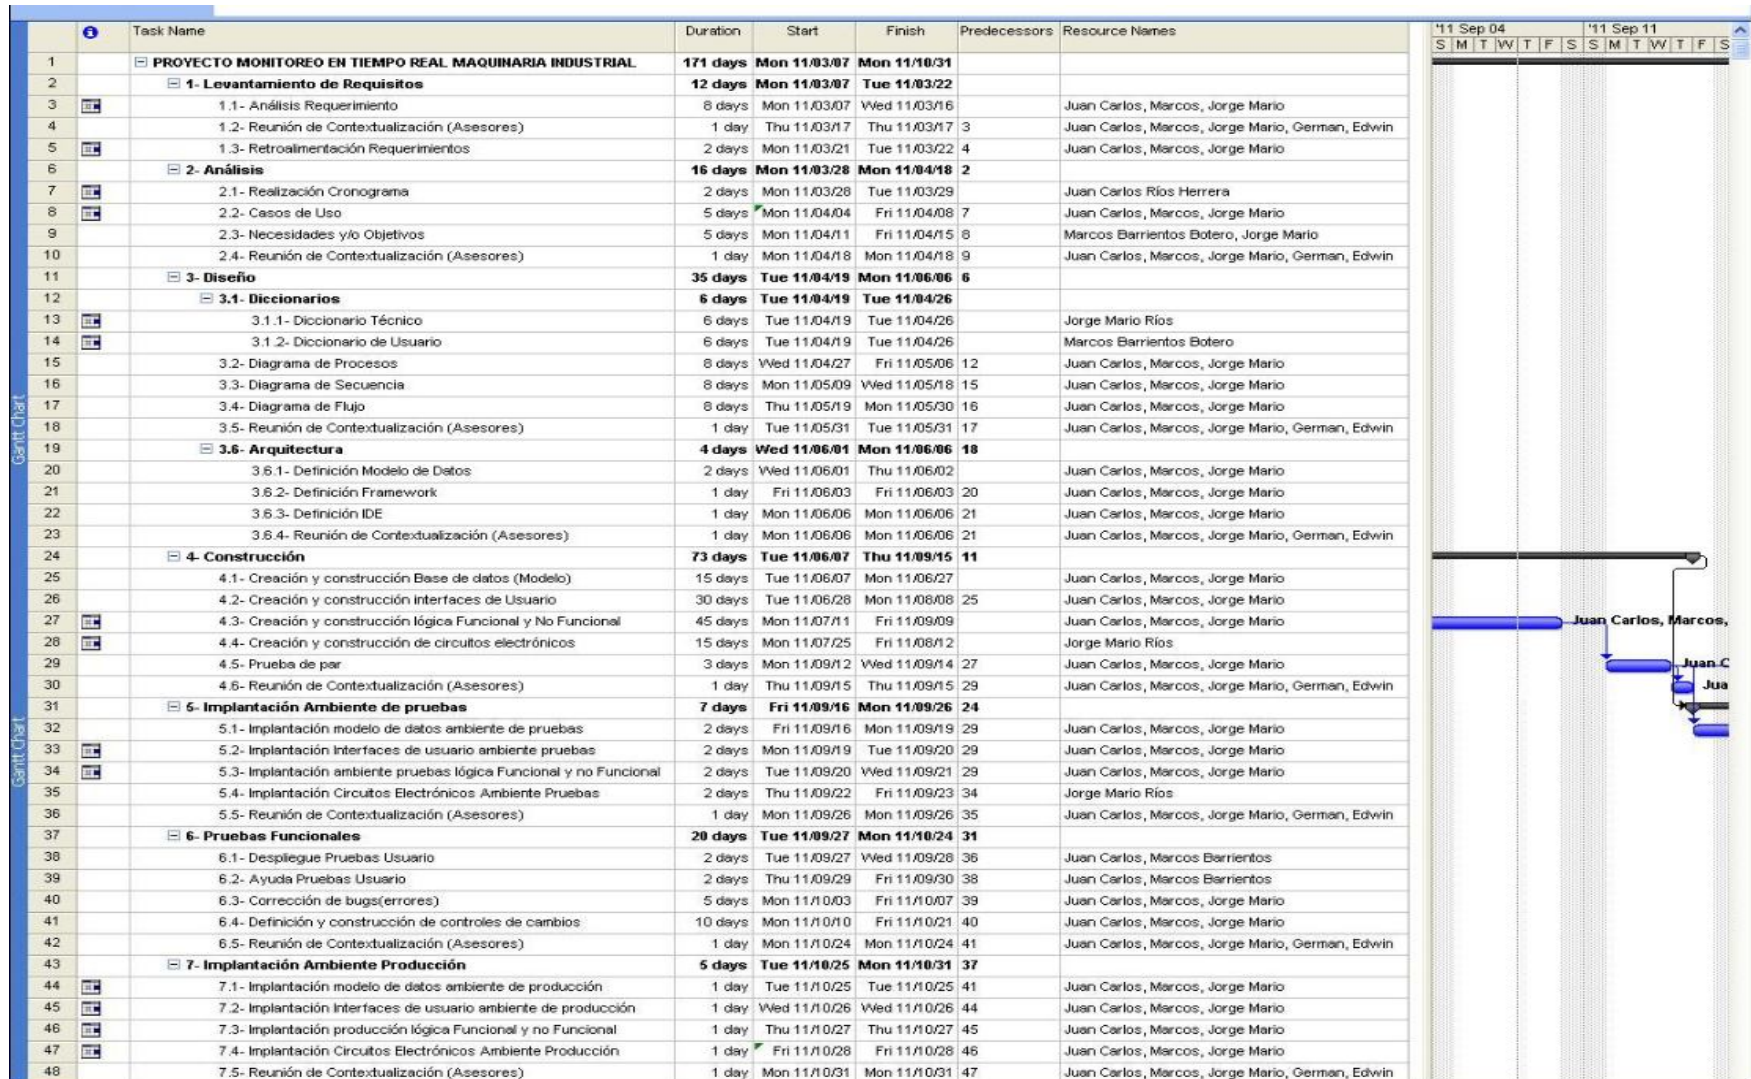 Task Name Duration Start Finish Predecessors Resource Names '11 Sep 04 '11 Sep 11
S M T W T F S S M T W T F S
1 PROYECTO MONITOREO EN TIEMPO REAL MAQUINARIA INDUSTRIAL 171 days Mon 11/03/07 Mon 11/10/31
2 1- Levantamiento de Requisitos 12 days Mon 11/03/07 Tue 11/03/22
3 1.1- Análisis Requerimiento 8 days Mon 11/03/07 Wed 11/03/16 Juan Carlos, Marcos, Jorge Mario
4 1.2- Reunión de Contextualización (Asesores) 1 day Thu 11/03/17 Thu 11/03/17 3 Juan Carlos, Marcos, Jorge Mario, German, Edwin
5 1.3- Retroalimentación Requerimientos 2 days Mon 11/03/21 Tue 11/03/22 4 Juan Carlos, Marcos, Jorge Mario
6 2- Análisis 16 days Mon 11/03/28 Mon 11/04/18 2
7 2.1- Realización Cronograma 2 days Mon 11/03/28 Tue 11/03/29 Juan Carlos Ríos Herrera
8 2.2- Casos de Uso 5 days Mon 11/04/04 Fri 11/04/08 7 Juan Carlos, Marcos, Jorge Mario
9 2.3- Necesidades y/o Objetivos 5 days Mon 11/04/11 Fri 11/04/15 8 Marcos Barrientos Botero, Jorge Mario
10 2.4- Reunión de Contextualización (Asesores) 1 day Mon 11/04/18 Mon 11/04/18 9 Juan Carlos, Marcos, Jorge Mario, German, Edwin
11 3- Diseño 35 days Tue 11/04/19 Mon 11/06/06 6
12 3.1- Diccionarios 6 days Tue 11/04/19 Tue 11/04/26
13 3.1.1- Diccionario Técnico 6 days Tue 11/04/19 Tue 11/04/26 Jorge Mario Ríos
14 3.1.2- Diccionario de Usuario 6 days Tue 11/04/19 Tue 11/04/26 Marcos Barrientos Botero
15 3.2- Diagrama de Procesos 8 days Wed 11/04/27 Fri 11/05/06 12 Juan Carlos, Marcos, Jorge Mario
16 3.3- Diagrama de Secuencia 8 days Mon 11/05/09 Wed 11/05/18 15 Juan Carlos, Marcos, Jorge Mario
17 3.4- Diagrama de Flujo 8 days Thu 11/05/19 Mon 11/05/30 16 Juan Carlos, Marcos, Jorge Mario
18 3.5- Reunión de Contextualización (Asesores) 1 day Tue 11/05/31 Tue 11/05/31 17 Juan Carlos, Marcos, Jorge Mario, German, Edwin
Gantt Chart
19 3.6- Arquitectura 4 days Wed 11/06/01 Mon 11/06/06 18
20 3.6.1- Definición Modelo de Datos 2 days Wed 11/06/01 Thu 11/06/02 Juan Carlos, Marcos, Jorge Mario
21 3.6.2- Definición Framework 1 day Fri 11/06/03 Fri 11/06/03 20 Juan Carlos, Marcos, Jorge Mario
22 3.6.3- Definición IDE 1 day Mon 11/06/06 Mon 11/06/06 21 Juan Carlos, Marcos, Jorge Mario
23 3.6.4- Reunión de Contextualización (Asesores) 1 day Mon 11/06/06 Mon 11/06/06 21 Juan Carlos, Marcos, Jorge Mario, German, Edwin
24 4- Construcción 73 days Tue 11/06/07 Thu 11/09/15 11
25 4.1- Creación y construcción Base de datos (Modelo) 15 days Tue 11/06/07 Mon 11/06/27 Juan Carlos, Marcos, Jorge Mario
26 4.2- Creación y construcción interfaces de Usuario 30 days Tue 11/06/28 Mon 11/08/08 25 Juan Carlos, Marcos, Jorge Mario
27 4.3- Creación y construcción lógica Funcional y No Funcional 45 days Mon 11/07/11 Fri 11/09/09 Juan Carlos, Marcos, Jorge Mario Juan Carlos, Marcos,
28 4.4- Creación y construcción de circuitos electrónicos 15 days Mon 11/07/25 Fri 11/08/12 Jorge Mario Ríos
29 4.5- Prueba de par 3 days Mon 11/09/12 Wed 11/09/14 27 Juan Carlos, Marcos, Jorge Mario Juan C
30 4.6- Reunión de Contextualización (Asesores) 1 day Thu 11/09/15 Thu 11/09/15 29 Juan Carlos, Marcos, Jorge Mario, German, Edwin Jua
31 5- Implantación Ambiente de pruebas 7 days Fri 11/09/16 Mon 11/09/26 24
32 5.1- Implantación modelo de datos ambiente de pruebas 2 days Fri 11/09/16 Mon 11/09/19 29 Juan Carlos, Marcos, Jorge Mario
33 5.2- Implantación Interfaces de usuario ambiente pruebas 2 days Mon 11/09/19 Tue 11/09/20 29 Juan Carlos, Marcos, Jorge Mario
34 5.3- Implantación ambiente pruebas lógica Funcional y no Funcional 2 days Tue 11/09/20 Wed 11/09/21 29 Juan Carlos, Marcos, Jorge Mario
Gantt Chart
35 5.4- Implantación Circuitos Electrónicos Ambiente Pruebas 2 days Thu 11/09/22 Fri 11/09/23 34 Jorge Mario Ríos
36 5.5- Reunión de Contextualización (Asesores) 1 day Mon 11/09/26 Mon 11/09/26 35 Juan Carlos, Marcos, Jorge Mario, German, Edwin
37 6- Pruebas Funcionales 20 days Tue 11/09/27 Mon 11/10/24 31
38 6.1- Despliegue Pruebas Usuario 2 days Tue 11/09/27 Wed 11/09/28 36 Juan Carlos, Marcos Barrientos
39 6.2- Ayuda Pruebas Usuario 2 days Thu 11/09/29 Fri 11/09/30 38 Juan Carlos, Marcos Barrientos
40 6.3- Corrección de bugs(errores) 5 days Mon 11/10/03 Fri 11/10/07 39 Juan Carlos, Marcos, Jorge Mario
41 6.4- Definición y construcción de controles de cambios 10 days Mon 11/10/10 Fri 11/10/21 40 Juan Carlos, Marcos, Jorge Mario
42 6.5- Reunión de Contextualización (Asesores) 1 day Mon 11/10/24 Mon 11/10/24 41 Juan Carlos, Marcos, Jorge Mario, German, Edwin
43 7- Implantación Ambiente Producción 5 days Tue 11/10/25 Mon 11/10/31 37
44 7.1- Implantación modelo de datos ambiente de producción 1 day Tue 11/10/25 Tue 11/10/25 41 Juan Carlos, Marcos, Jorge Mario
45 7.2- Implantación Interfaces de usuario ambiente de producción 1 day Wed 11/10/26 Wed 11/10/26 44 Juan Carlos, Marcos, Jorge Mario
46 7.3- Implantación producción lógica Funcional y no Funcional 1 day Thu 11/10/27 Thu 11/10/27 45 Juan Carlos, Marcos, Jorge Mario
47 7.4- Implantación Circuitos Electrónicos Ambiente Producción 1 day Fri 11/10/28 Fri 11/10/28 46 Juan Carlos, Marcos, Jorge Mario
48 7.5- Reunión de Contextualización (Asesores) 1 day Mon 11/10/31 Mon 11/10/31 47 Juan Carlos, Marcos, Jorge Mario, German, Edwin